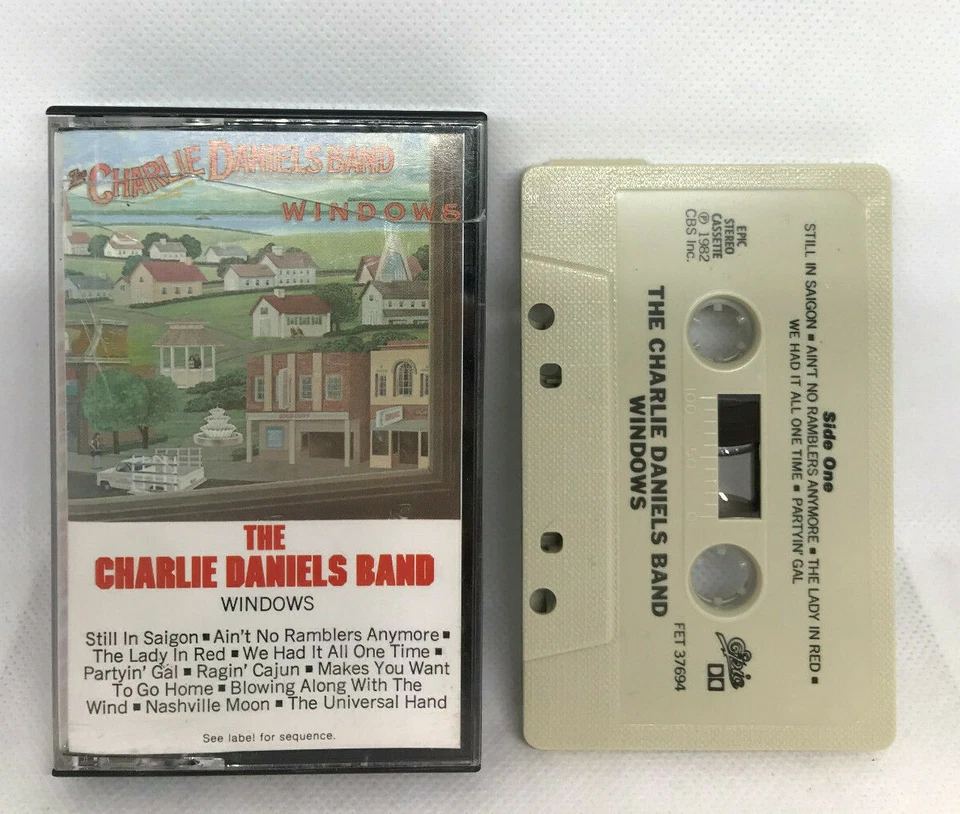 The CHARLIE DANIELS BAND
WINDOWS
THE
CHARLIE DANIELS BAND
WINDOWS
Still In Saigon ■ Ain't No Ramblers Anymore ■
The Lady In Red ■ We Had It All One Time ■
Partyin' Gal ■ Ragin' Cajun ■ Makes You Want
To Go Home ■ Blowing Along With The
Wind ■ Nashville Moon ■ The Universal Hand
See label for sequence.
Side One
STILL IN SAIGON ■ AIN'T NO RAMBLERS ANYMORE ■ THE LADY IN RED ■
WE HAD IT ALL ONE TIME ■ PARTYIN' GAL
EPIC
STEREO
CASSETTE
℗ 1982
CBS Inc.
100
50
0
Epic
FET 37694
THE CHARLIE DANIELS BAND
WINDOWS